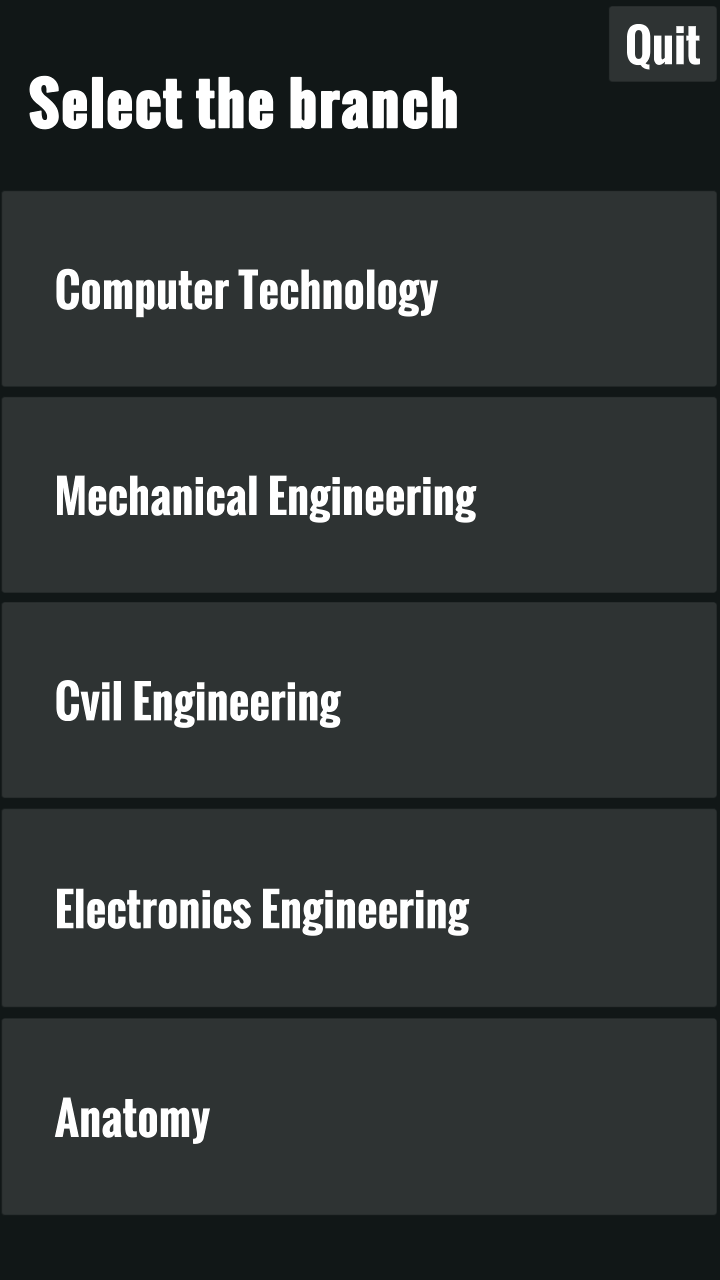 Quit
Select the branch
Computer Technology
Mechanical Engineering
Cvil Engineering
Electronics Engineering
Anatomy